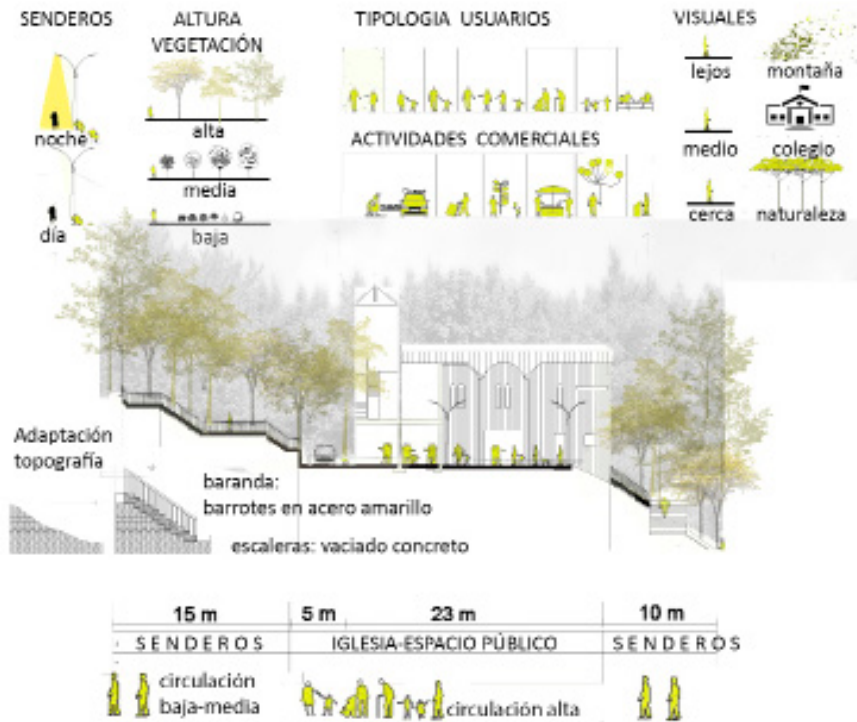 SENDEROS
noche
día
ALTURA
VEGETACIÓN
alta
media
baja
TIPOLOGIA USUARIOS
ACTIVIDADES COMERCIALES
VISUALES
lejos
montaña
medio
colegio
cerca
naturaleza
Adaptación
topografía
baranda:
barrotes en acero amarillo
escaleras: vaciado concreto
15 m
5 m
23 m
10 m
SENDEROS
IGLESIA-ESPACIO PÚBLICO
SENDEROS
circulación
baja-media
circulación alta